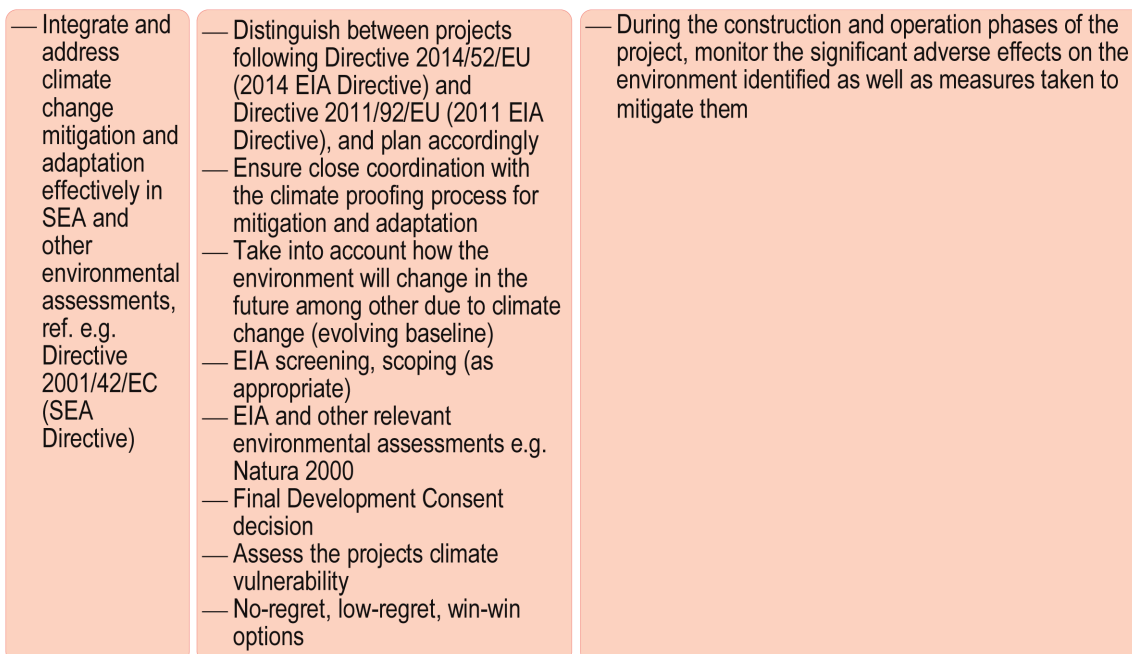 — Integrate and
address
climate
change
mitigation and
adaptation
effectively in
SEA and
other
environmental
assessments,
ref. e.g.
Directive
2001/42/EC
(SEA
Directive)
— Distinguish between projects
following Directive 2014/52/EU
(2014 EIA Directive) and
Directive 2011/92/EU (2011 EIA
Directive), and plan accordingly
— Ensure close coordination with
the climate proofing process for
mitigation and adaptation
— Take into account how the
environment will change in the
future among other due to climate
change (evolving baseline)
— EIA screening, scoping (as
appropriate)
— EIA and other relevant
environmental assessments e.g.
Natura 2000
— Final Development Consent
decision
— Assess the projects climate
vulnerability
— No-regret, low-regret, win-win
options
— During the construction and operation phases of the
project, monitor the significant adverse effects on the
environment identified as well as measures taken to
mitigate them